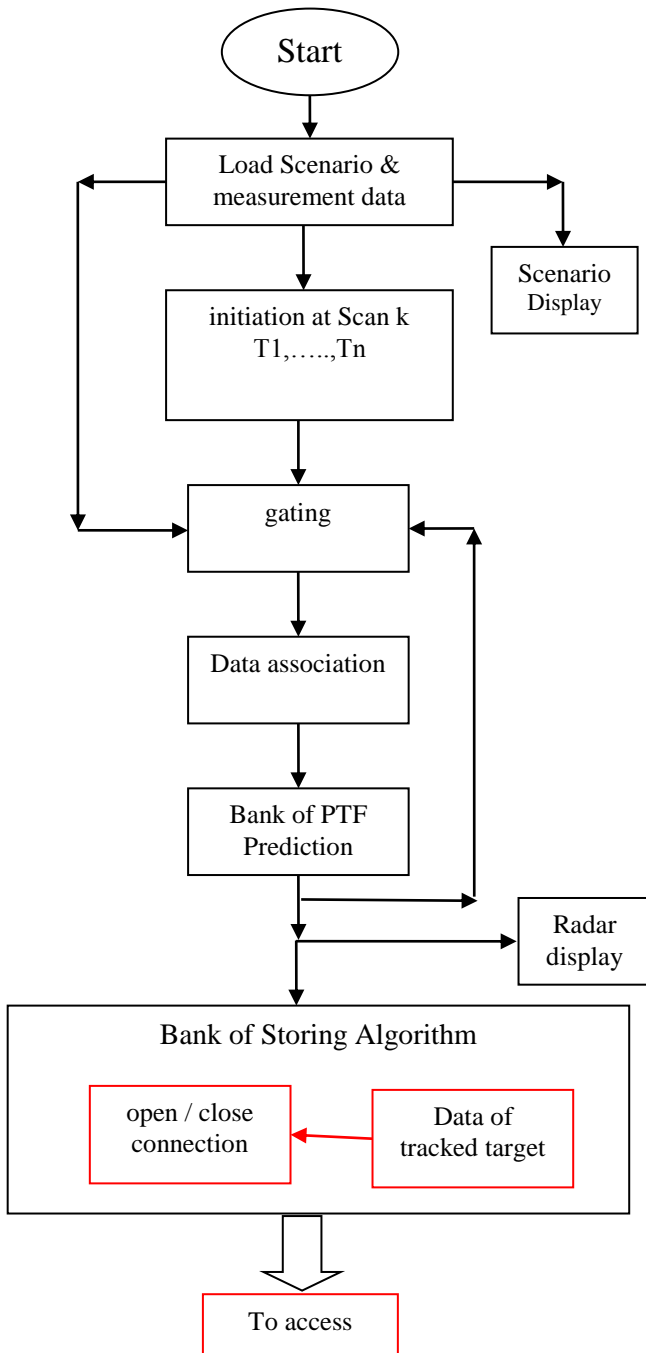 Start
Load Scenario &
measurement data
Scenario
Display
initiation at Scan k
T1,…..,Tn
gating
Data association
Bank of PTF
Prediction
Radar
display
Bank of Storing Algorithm
open / close
connection
Data of
tracked target
To access